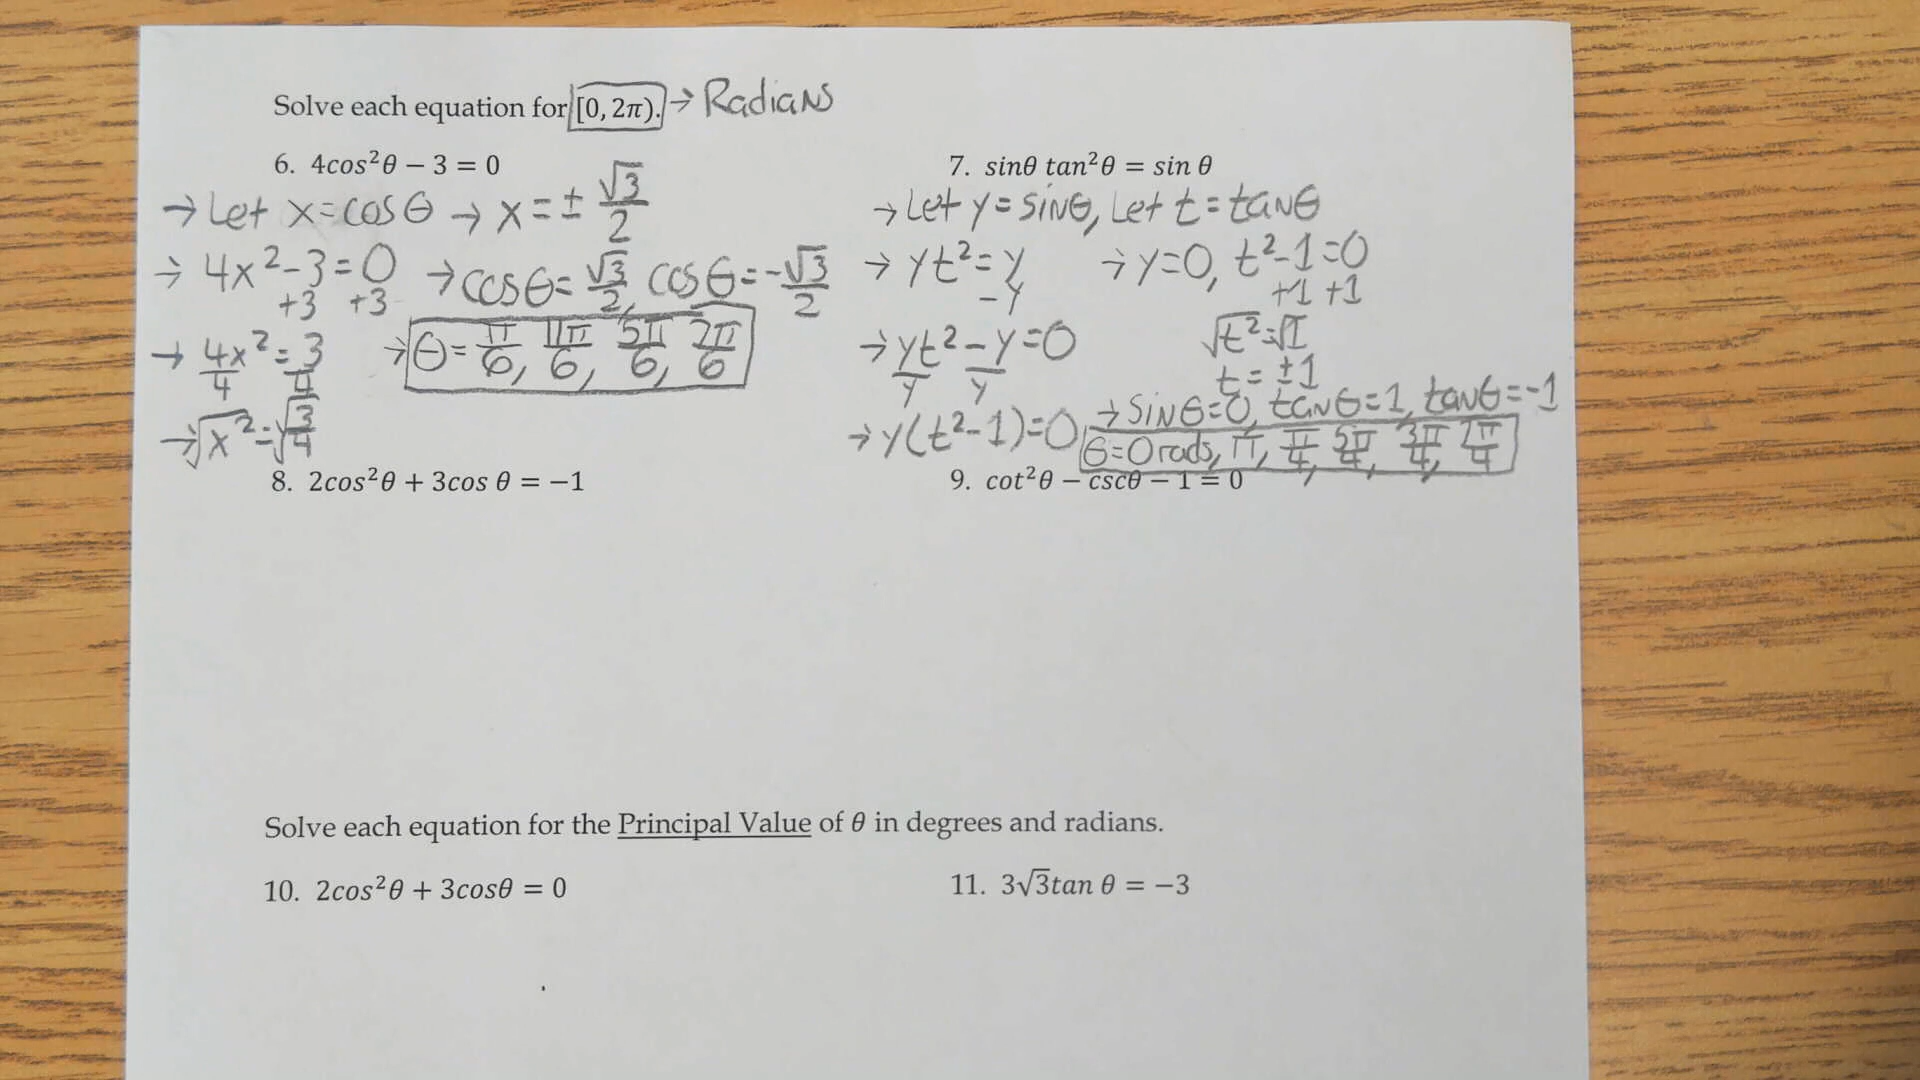 Solve each equation for [0, 2π). → Radians
6. 4cos²θ − 3 = 0
→ Let x = cosθ → x = ± √3/2
→ 4x² - 3 = 0 → cosθ = √3/2, cosθ = -√3/2
+3 +3
→ 4x²/4 = 3/4 → θ = π/6, 11π/6, 5π/6, 7π/6
→ √x² = √3/4
7. sinθ tan²θ = sin θ
→ Let y = sinθ, Let t = tanθ
→ yt² = y → y = 0, t² - 1 = 0
-y +1 +1
→ yt²/y - y/y = 0 √t² = √1
t = ±1
→ y(t² - 1) = 0 → sinθ = 0, tanθ = 1, tanθ = -1
θ = 0 rads, π, π/4, 5π/4, 3π/4, 7π/4
8. 2cos²θ + 3cos θ = −1
9. cot²θ − cscθ − 1 = 0
Solve each equation for the Principal Value of θ in degrees and radians.
10. 2cos²θ + 3cosθ = 0
11. 3√3tan θ = −3